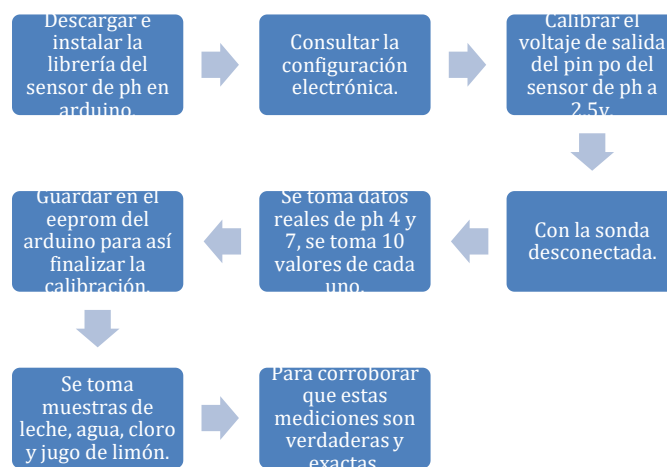 Descargar e
instalar la
librería del
sensor de ph en
arduino.
Consultar la
configuración
electrónica.
Calibrar el
voltaje de salida
del pin po del
sensor de ph a
2.5v.
Con la sonda
desconectada.
Se toma datos
reales de ph 4 y
7, se toma 10
valores de cada
uno.
Guardar en el
eeprom del
arduino para así
finalizar la
calibración.
Se toma
muestras de
leche, agua, cloro
y jugo de limón.
Para corroborar
que estas
mediciones son
verdaderas y
exactas